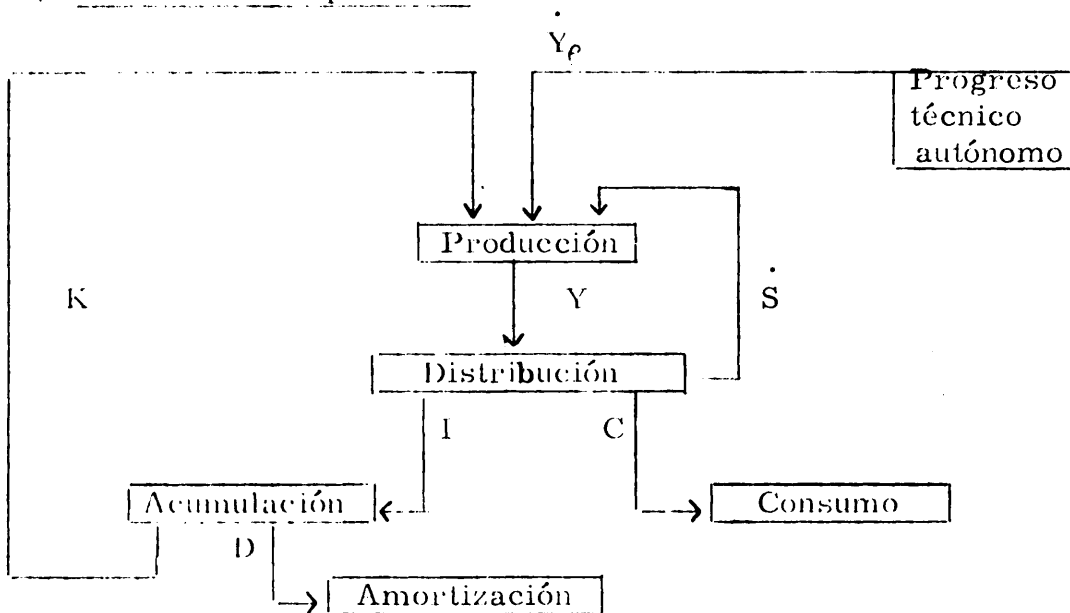 Ẏρ
Progreso
técnico
autónomo
Producción
K
Y
Ṡ
Distribución
I
C
Acumulación
Consumo
D
Amortización